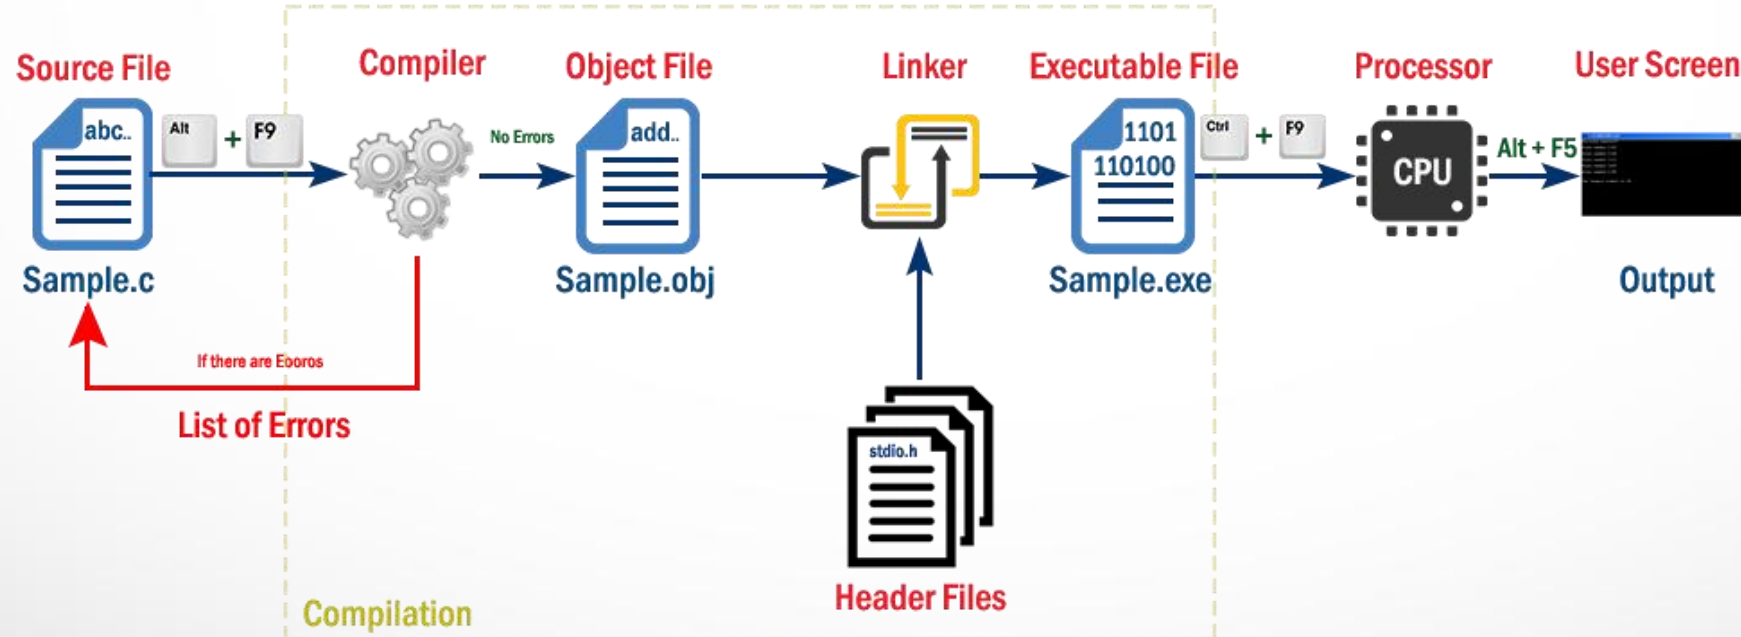 Source File
Compiler
Object File
Linker
Executable File
Processor
User Screen
abc..
Alt
+
F9
No Errors
add..
1101
110100
Ctrl
+
F9
CPU
Alt + F5
Sample.c
Sample.obj
Sample.exe
Output
If there are Eooros
List of Errors
stdio.h
Header Files
Compilation